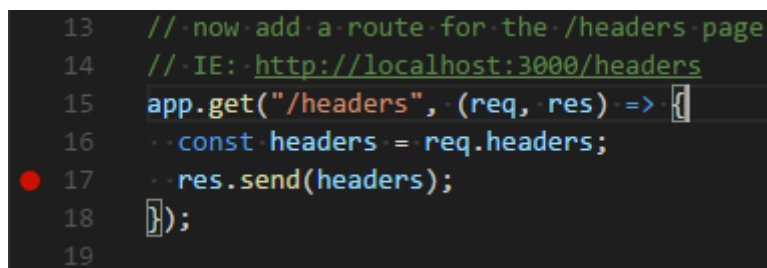 13 // now add a route for the /headers page
14 // IE: http://localhost:3000/headers
15 app.get("/headers", (req, res) => {
16   const headers = req.headers;
17   res.send(headers);
18 });
19